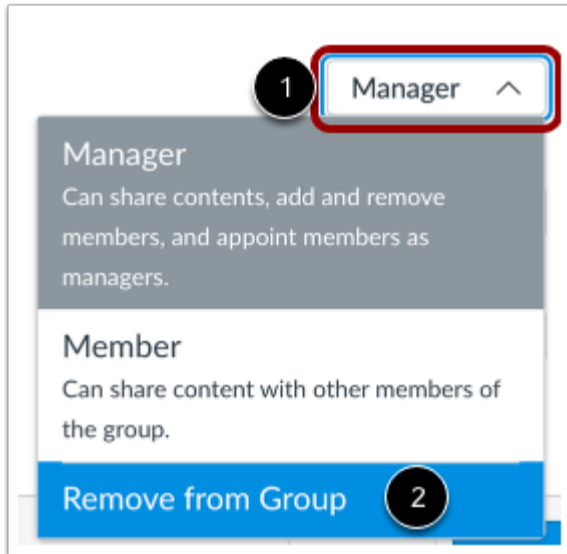 1 Manager
Manager
Can share contents, add and remove
members, and appoint members as
managers.
Member
Can share content with other members of
the group.
Remove from Group 2